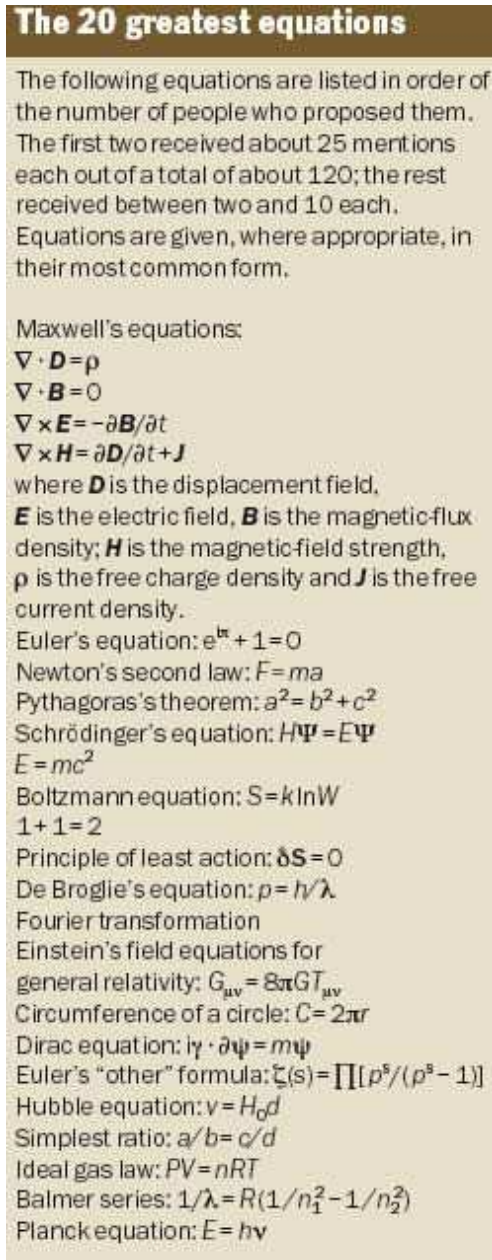 The 20 greatest equations
The following equations are listed in order of
the number of people who proposed them.
The first two received about 25 mentions
each out of a total of about 120; the rest
received between two and 10 each.
Equations are given, where appropriate, in
their most common form.
Maxwell's equations:
∇ · D = ρ
∇ · B = 0
∇ × E = −∂B/∂t
∇ × H = ∂D/∂t + J
where D is the displacement field,
E is the electric field, B is the magnetic-flux
density; H is the magnetic-field strength,
ρ is the free charge density and J is the free
current density.
Euler's equation: e^iπ + 1 = 0
Newton's second law: F = ma
Pythagoras's theorem: a² = b² + c²
Schrödinger's equation: HΨ = EΨ
E = mc²
Boltzmann equation: S = klnW
1 + 1 = 2
Principle of least action: δS = 0
De Broglie's equation: p = h/λ
Fourier transformation
Einstein's field equations for
general relativity: G_μν = 8πGT_μν
Circumference of a circle: C = 2πr
Dirac equation: iγ · ∂ψ = mψ
Euler's "other" formula: ζ(s) = ∏[p^s/(p^s − 1)]
Hubble equation: v = H₀d
Simplest ratio: a/b = c/d
Ideal gas law: PV = nRT
Balmer series: 1/λ = R(1/n₁² − 1/n₂²)
Planck equation: E = hν